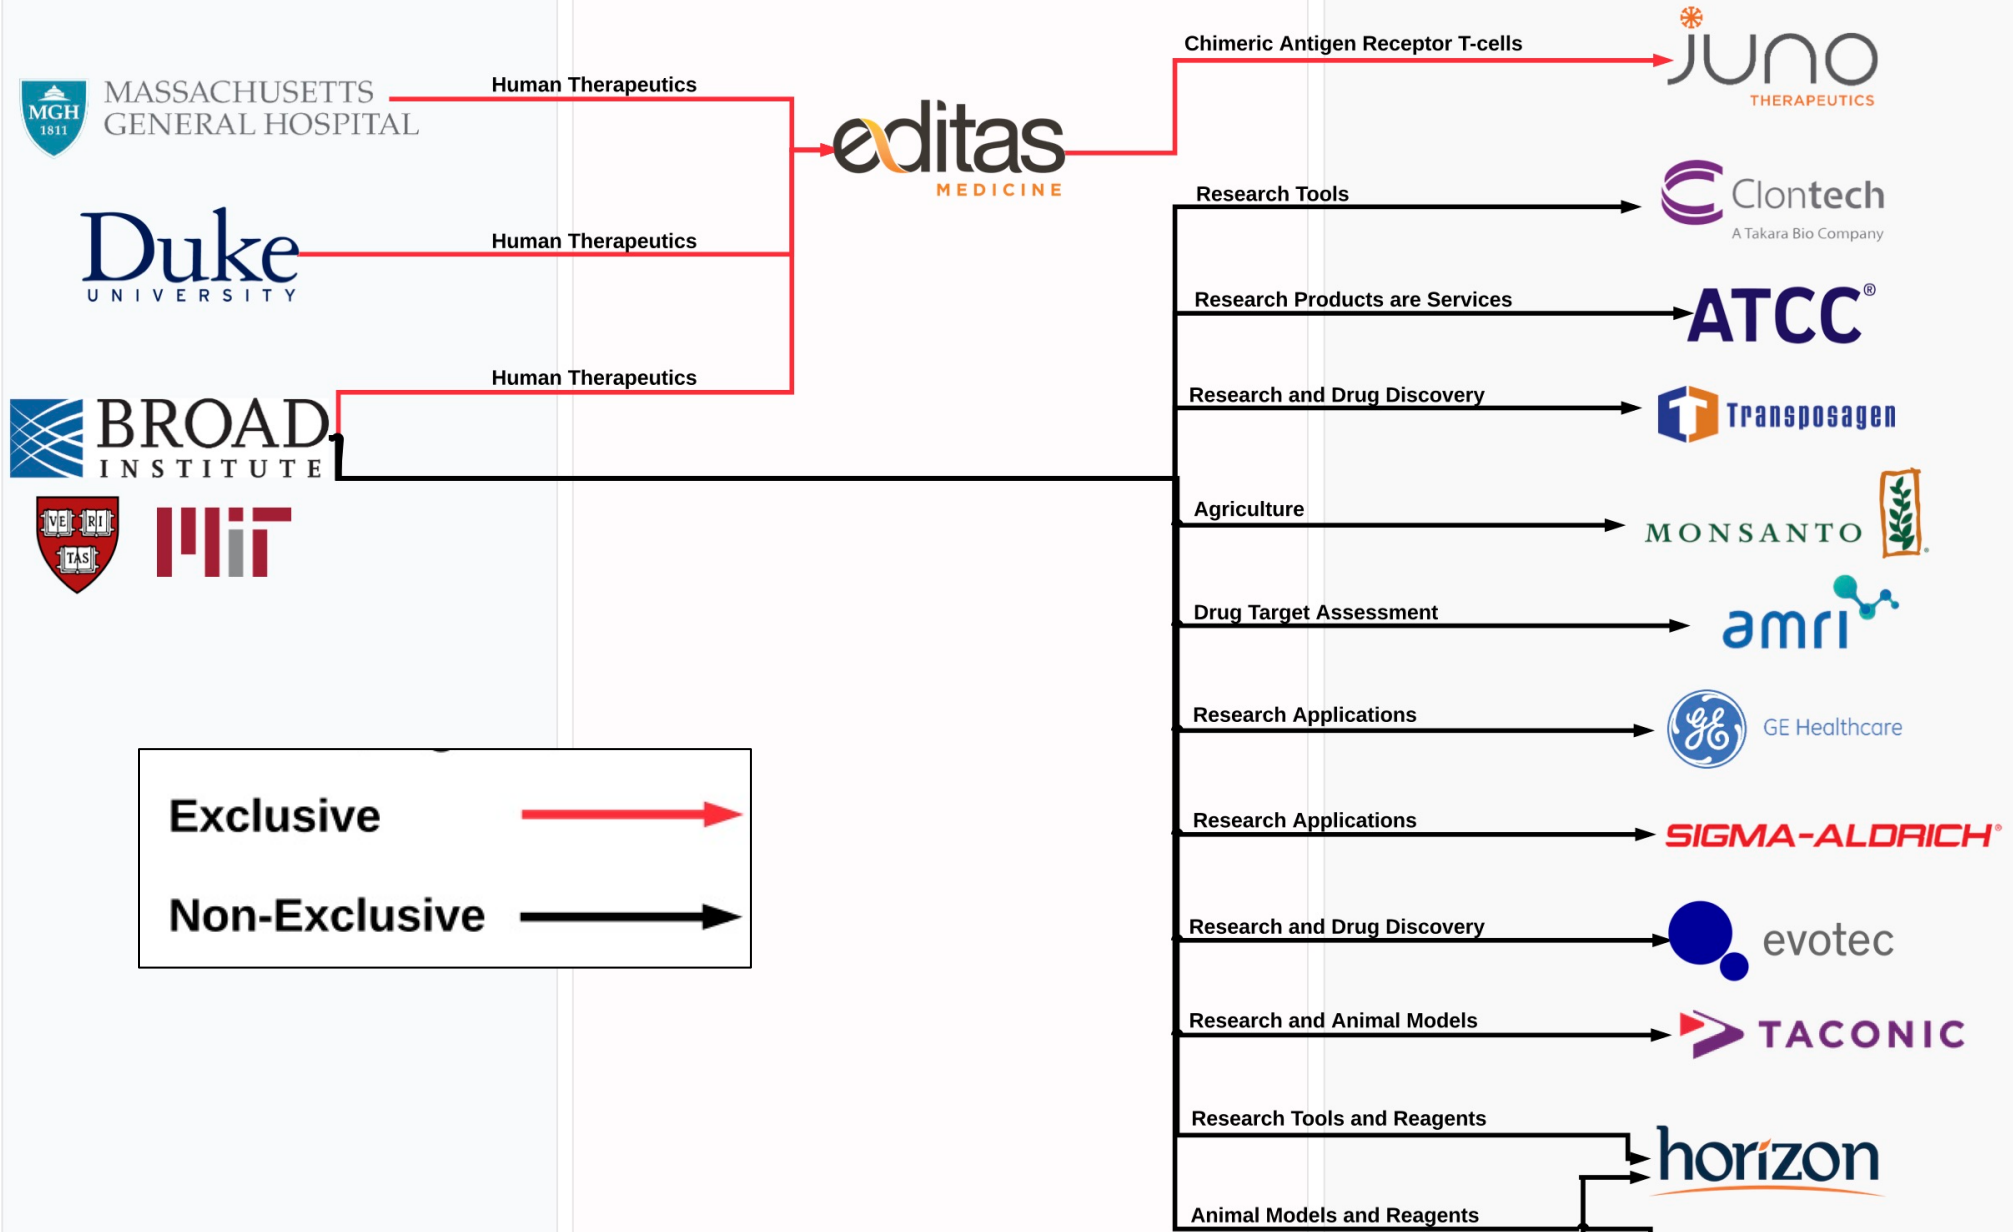 MGH
1811
MASSACHUSETTS
GENERAL HOSPITAL
Human Therapeutics
Duke
UNIVERSITY
Human Therapeutics
Human Therapeutics
BROAD
INSTITUTE
VE RI
TAS
MIT
editas
MEDICINE
Exclusive
Non-Exclusive
Chimeric Antigen Receptor T-cells
juno
THERAPEUTICS
Research Tools
Clontech
A Takara Bio Company
Research Products are Services
ATCC®
Research and Drug Discovery
Transposagen
Agriculture
MONSANTO
Drug Target Assessment
amri
Research Applications
GE
GE Healthcare
Research Applications
SIGMA-ALDRICH®
Research and Drug Discovery
evotec
Research and Animal Models
TACONIC
Research Tools and Reagents
horizon
Animal Models and Reagents